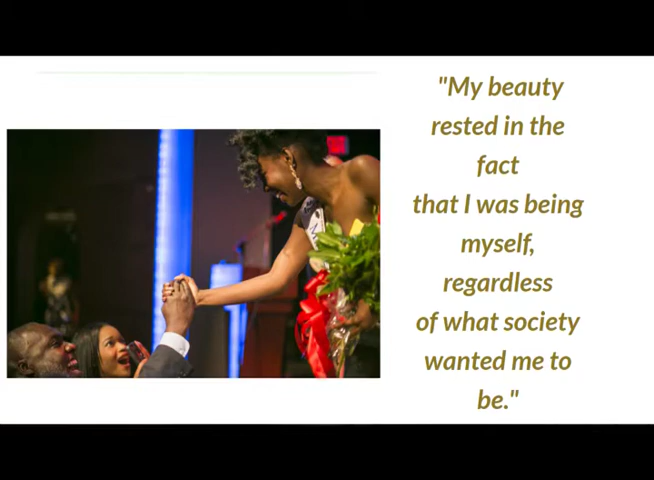 "My beauty
rested in the
fact
that I was being
myself,
regardless
of what society
wanted me to
be."